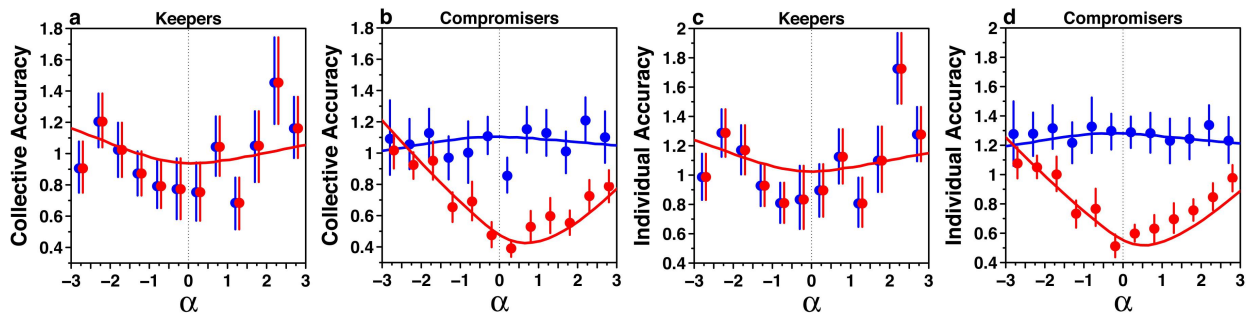 a Keepers
Collective Accuracy
1.8
1.6
1.4
1.2
1
0.8
0.6
0.4
−3 −2 −1 0 1 2 3
α
b Compromisers
Collective Accuracy
1.8
1.6
1.4
1.2
1
0.8
0.6
0.4
−3 −2 −1 0 1 2 3
α
c Keepers
Individual Accuracy
2
1.8
1.6
1.4
1.2
1
0.8
0.6
0.4
−3 −2 −1 0 1 2 3
α
d Compromisers
Individual Accuracy
2
1.8
1.6
1.4
1.2
1
0.8
0.6
0.4
−3 −2 −1 0 1 2 3
α